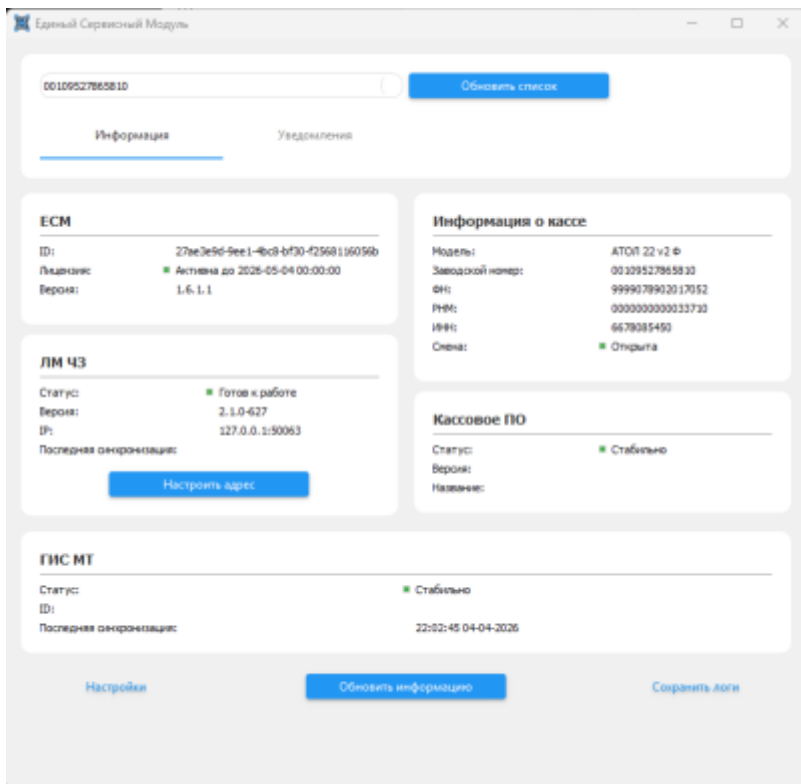 Единый Сервисный Модуль
00109527865810
Обновить список
Информация
Уведомления
ЕСМ
ID: 27ae3e9d-9ee1-4bc8-bf30-f2568116056b
Лицензия: Активна до 2026-05-04 00:00:00
Версия: 1.6.1.1
ЛМ ЧЗ
Статус: Готов к работе
Версия: 2.1.0-627
IP: 127.0.0.1:50063
Последняя синхронизация:
Настроить адрес
Информация о кассе
Модель: АТОЛ 22 v2 Ф
Заводской номер: 00109527865810
ФН: 9999078902017052
РНМ: 0000000000033710
ИНН: 6678085450
Смена: Открыта
Кассовое ПО
Статус: Стабильно
Версия:
Название:
ГИС МТ
Статус: Стабильно
ID:
Последняя синхронизация: 22:02:45 04-04-2026
Настройки
Обновить информацию
Сохранить логи